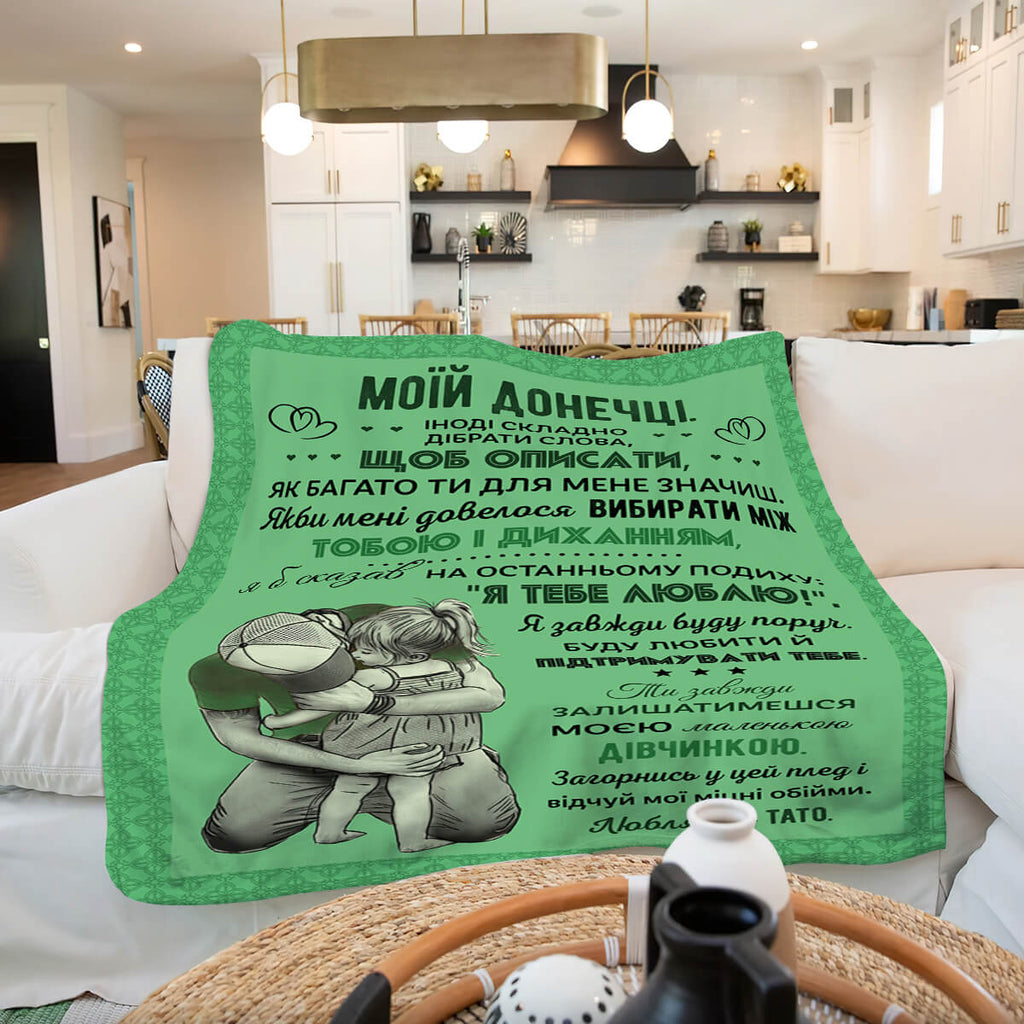 МОЇЙ ДОНЕЧЦІ.
ІНОДІ СКЛАДНО
ДІБРАТИ СЛОВА,
ЩОБ ОПИСАТИ,
ЯК БАГАТО ТИ ДЛЯ МЕНЕ ЗНАЧИШ.
Якби мені довелося ВИБИРАТИ МІЖ
ТОБОЮ І ДИХАННЯМ,
я б сказав НА ОСТАННЬОМУ ПОДИХУ:
"Я ТЕБЕ ЛЮБЛЮ!".
Я завжди буду поруч.
БУДУ ЛЮБИТИ Й
ПІДТРИМУВАТИ ТЕБЕ.
Ти завжди
ЗАЛИШАТИМЕШСЯ
МОЄЮ маленькою
ДІВЧИНКОЮ.
Загорнись у цей плед і
відчуй мої міцні обійми.
ТАТО.